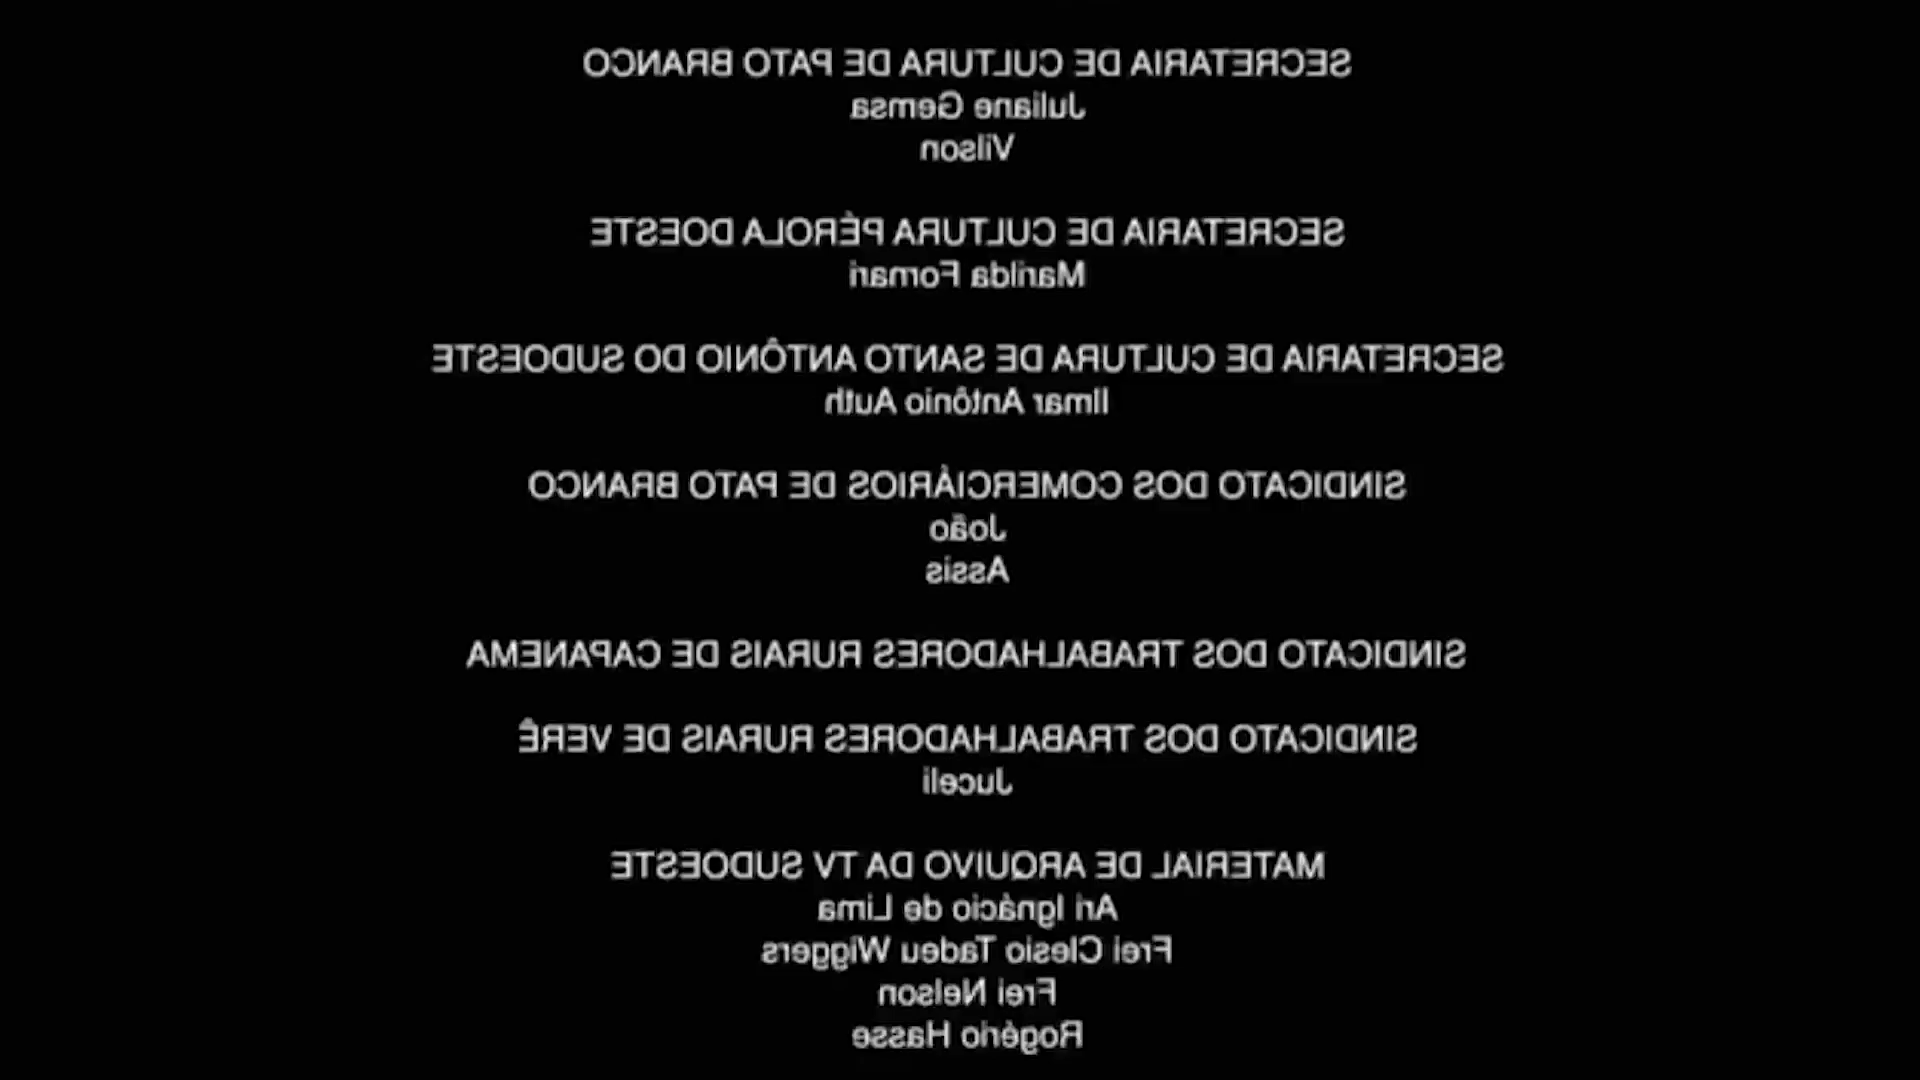 SECRETARIA DE CULTURA DE PATO BRANCO
Juliane Gemsa
Vilson
SECRETARIA DE CULTURA PÉROLA DOESTE
Marilda Fornari
SECRETARIA DE CULTURA DE SANTO ANTÔNIO DO SUDOESTE
Ilmar Antônio Auth
SINDICATO DOS COMERCIÁRIOS DE PATO BRANCO
João
Assis
SINDICATO DOS TRABALHADORES RURAIS DE CAPANEMA
SINDICATO DOS TRABALHADORES RURAIS DE VERÊ
Juceli
MATERIAL DE ARQUIVO DA TV SUDOESTE
Ari Ignácio de Lima
Frei Clesio Tadeu Wiggers
Frei Nelson
Rogério Hasse